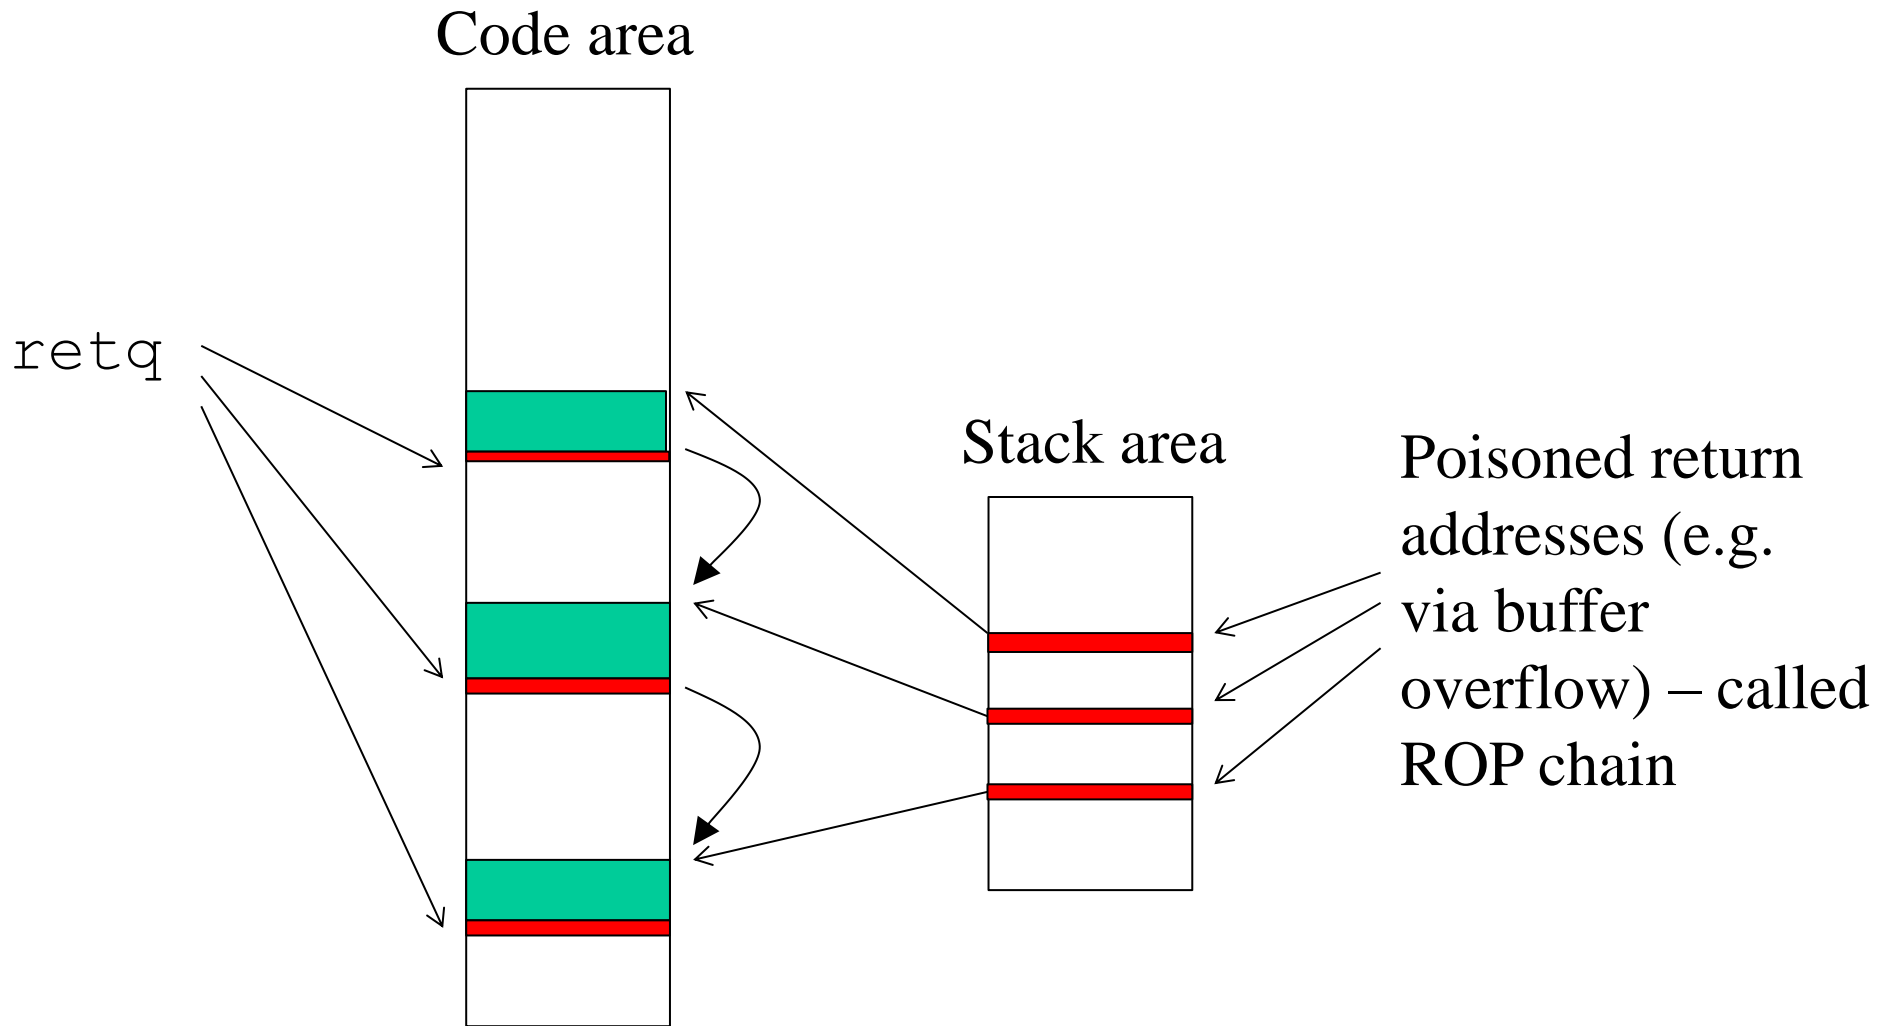 Code area
retq
Stack area
Poisoned return
addresses (e.g.
via buffer
overflow) – called
ROP chain